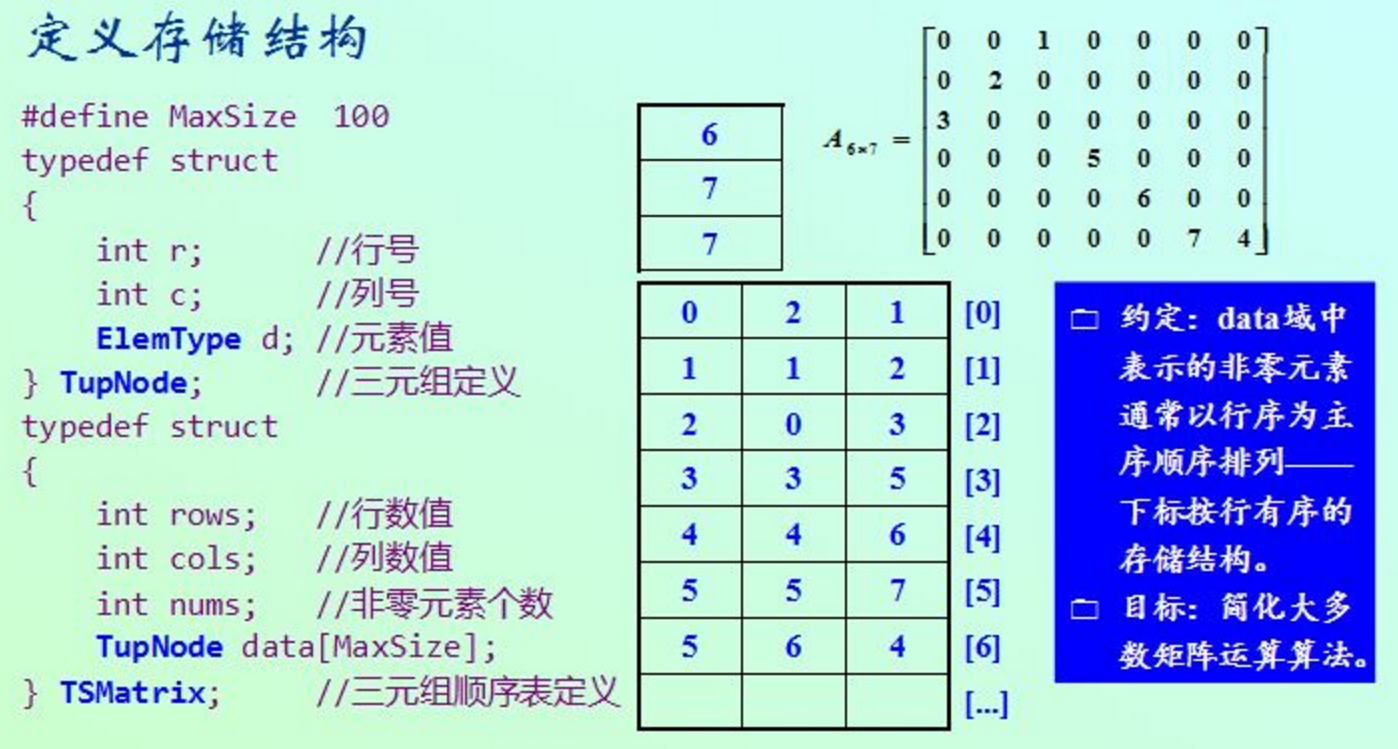 定义存储结构
#define MaxSize 100
typedef struct
{
int r; //行号
int c; //列号
ElemType d; //元素值
} TupNode; //三元组定义
typedef struct
{
int rows; //行数值
int cols; //列数值
int nums; //非零元素个数
TupNode data[MaxSize];
} TSMatrix; //三元组顺序表定义
6
7
7
0 2 1 [0]
1 1 2 [1]
2 0 3 [2]
3 3 5 [3]
4 4 6 [4]
5 5 7 [5]
5 6 4 [6]
[...]
A6*7 =
0 0 1 0 0 0 0
0 2 0 0 0 0 0
3 0 0 0 0 0 0
0 0 0 5 0 0 0
0 0 0 0 6 0 0
0 0 0 0 0 7 4
约定：data域中
表示的非零元素
通常以行序为主
序顺序排列——
下标按行有序的
存储结构。
目标：简化大多
数矩阵运算算法。